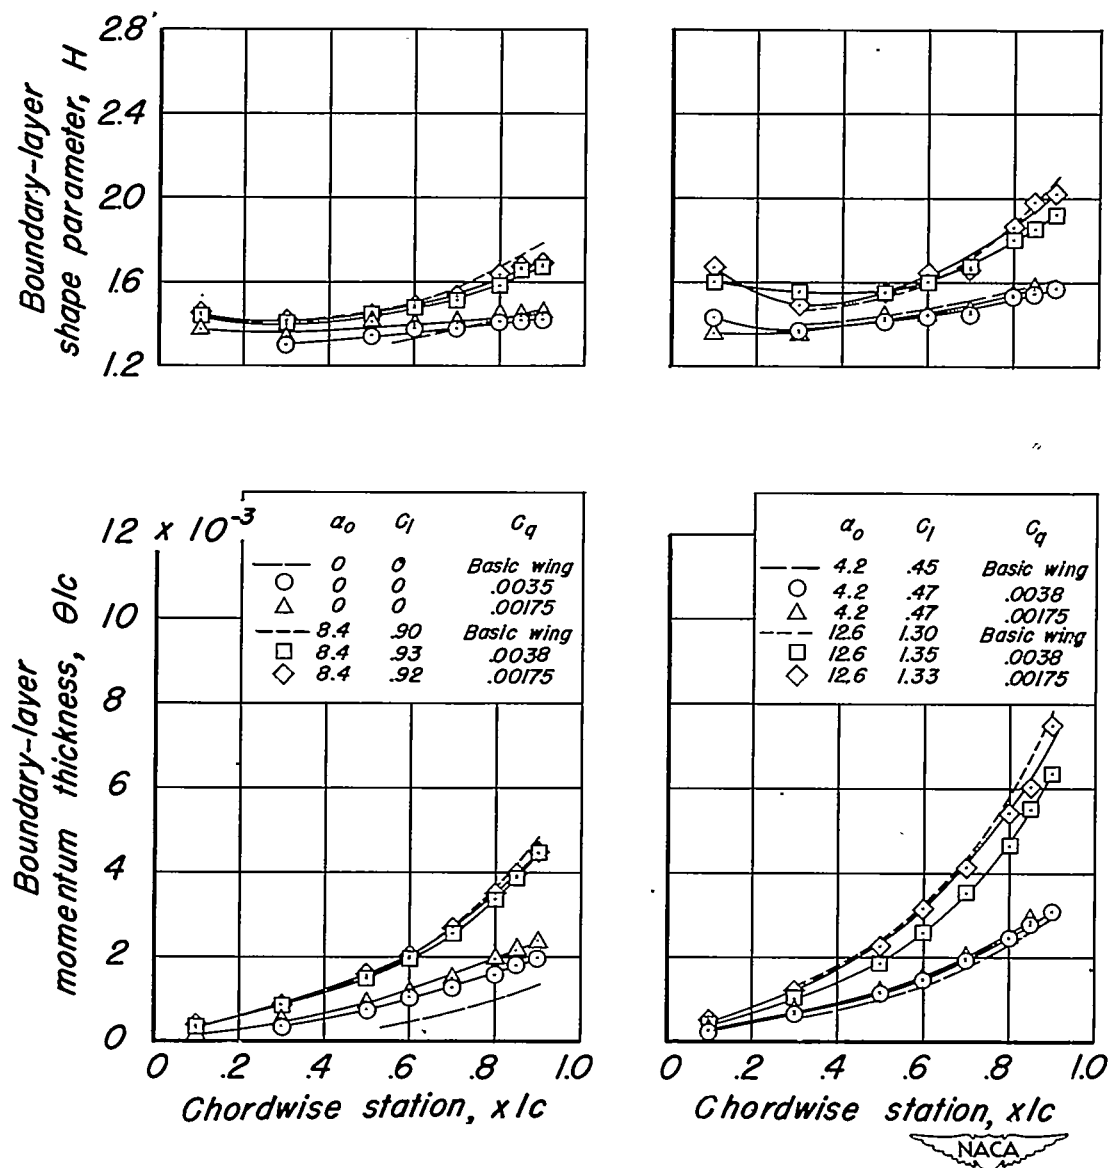 Boundary-layer
shape parameter, H
2.8
2.4
2.0
1.6
1.2
Boundary-layer
momentum thickness, θ/c
12 x 10⁻³
10
8
6
4
2
0
α₀ c_l C_q
0 0 Basic wing
0 0 .0035
0 0 .00175
8.4 .90 Basic wing
8.4 .93 .0038
8.4 .92 .00175
α₀ c_l C_q
4.2 .45 Basic wing
4.2 .47 .0038
4.2 .47 .00175
12.6 1.30 Basic wing
12.6 1.35 .0038
12.6 1.33 .00175
0 .2 .4 .6 .8 1.0
Chordwise station, x/c
0 .2 .4 .6 .8 1.0
Chordwise station, x/c
NACA